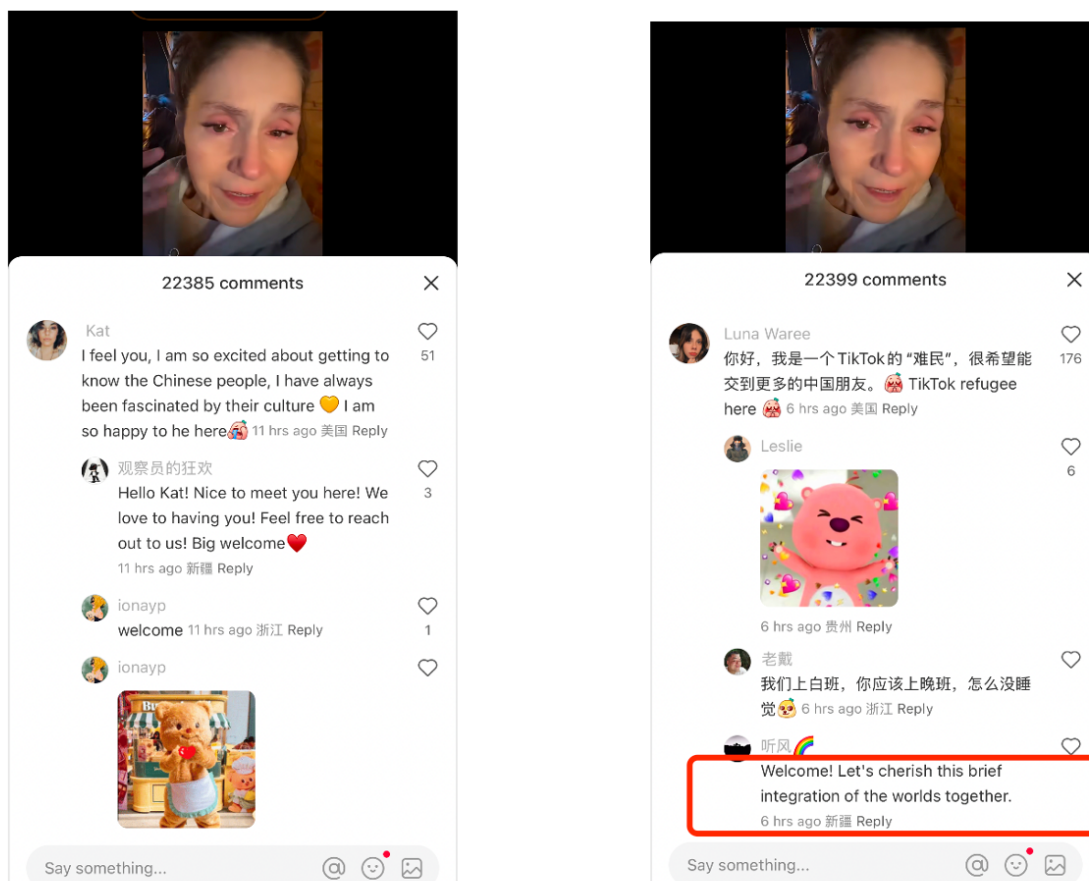 22385 comments
Kat
I feel you, I am so excited about getting to
know the Chinese people, I have always
been fascinated by their culture 🧡 I am
so happy to he here 11 hrs ago 美国 Reply
51
观察员的狂欢
Hello Kat! Nice to meet you here! We
love to having you! Feel free to reach
out to us! Big welcome♥️
11 hrs ago 新疆 Reply
3
ionayp
welcome 11 hrs ago 浙江 Reply
1
ionayp
Say something...
22399 comments
Luna Waree
你好，我是一个TikTok的“难民”，很希望能
交到更多的中国朋友。 TikTok refugee
here 6 hrs ago 美国 Reply
176
Leslie
6
6 hrs ago 贵州 Reply
老戴
我们上白班，你应该上晚班，怎么没睡
觉 6 hrs ago 浙江 Reply
听风🌈
Welcome! Let's cherish this brief
integration of the worlds together.
6 hrs ago 新疆 Reply
Say something...